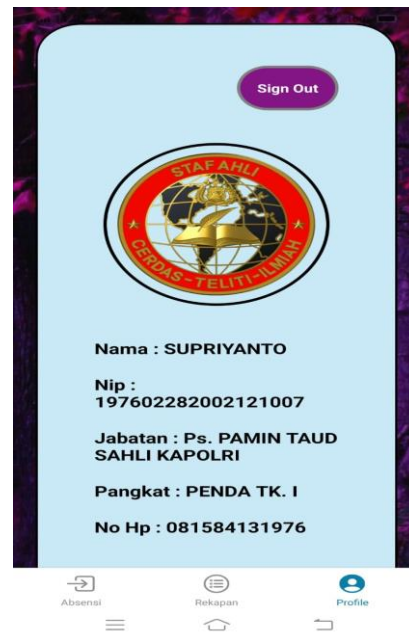 Sign Out
STAF AHLI
CERDAS-TELITI-ILMIAH
Nama : SUPRIYANTO
Nip :
197602282002121007
Jabatan : Ps. PAMIN TAUD
SAHLI KAPOLRI
Pangkat : PENDA TK. I
No Hp : 081584131976
Absensi
Rekapan
Profile